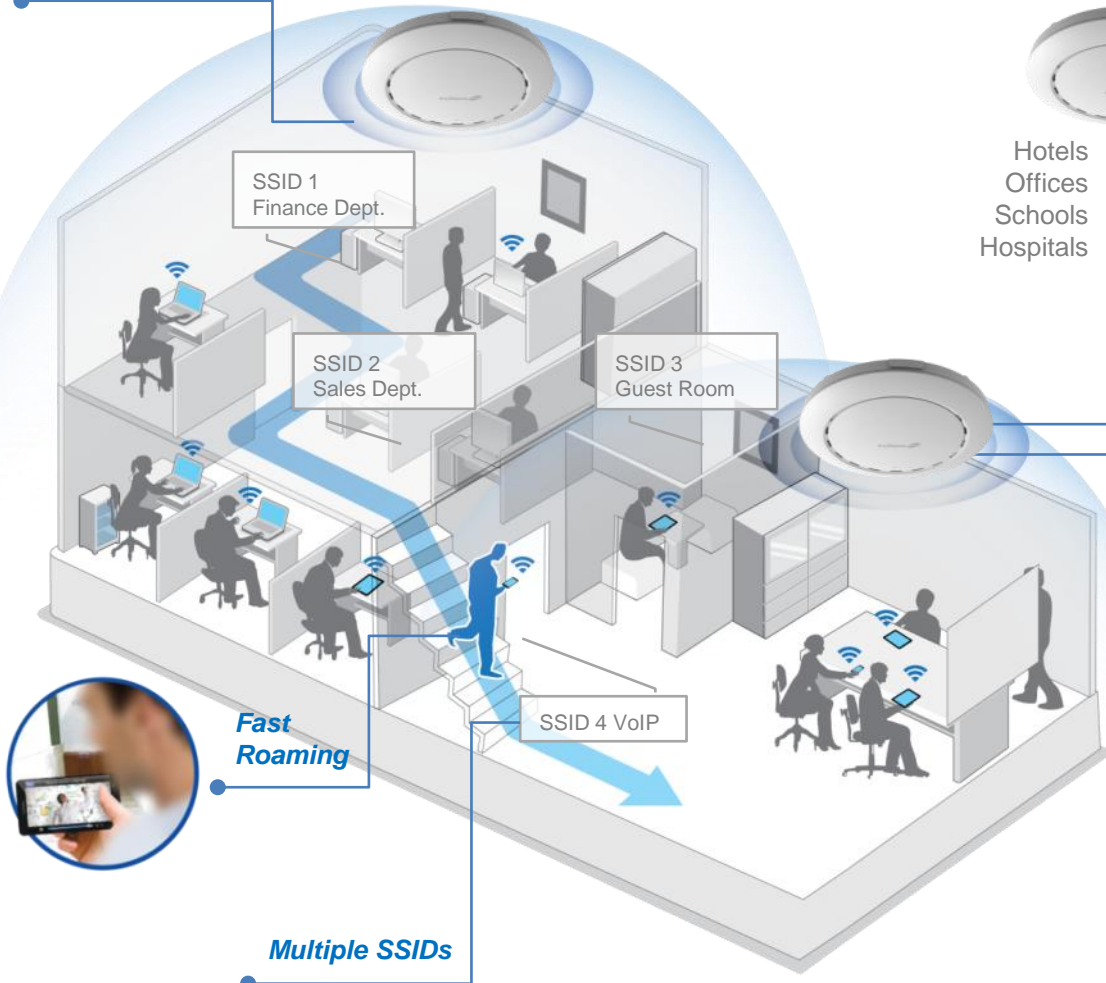 SSID 1
Finance Dept.
Hotels
Offices
Schools
Hospitals
SSID 2
Sales Dept.
SSID 3
Guest Room
SSID 4 VoIP
Fast
Roaming
Multiple SSIDs